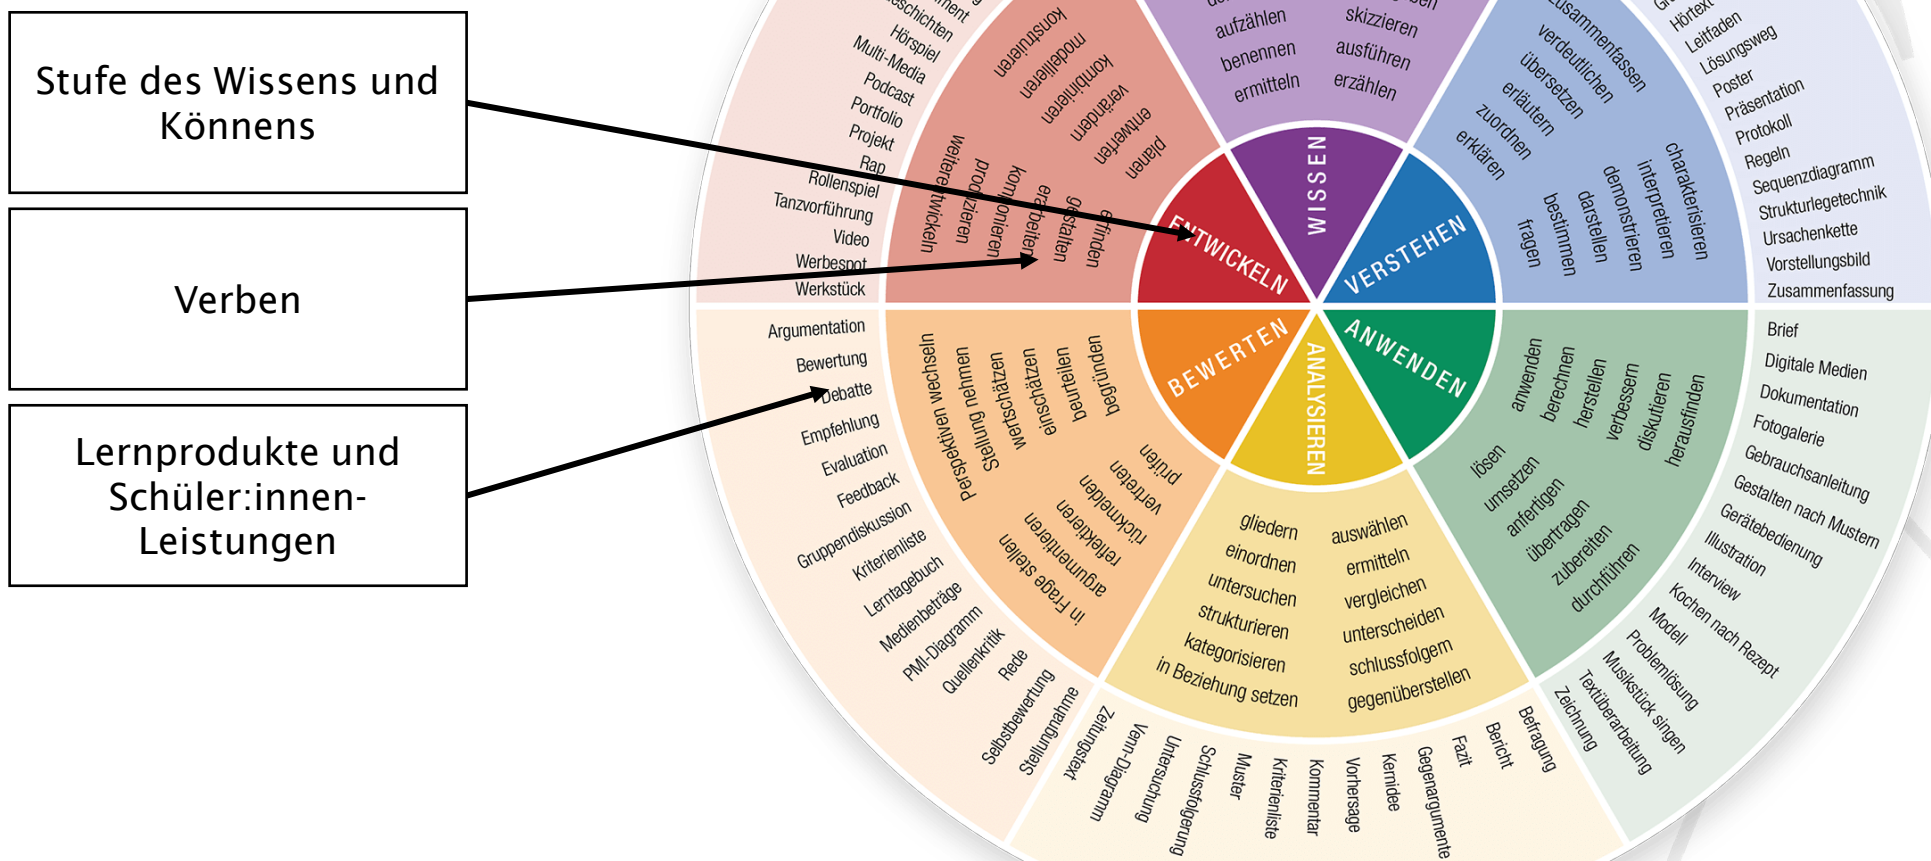 Stufe des Wissens und
Könnens
Verben
Lernprodukte und
Schüler:innen-
Leistungen
WISSEN
aufzählen
benennen
ermitteln
skizzieren
ausführen
erzählen
VERSTEHEN
zusammenfassen
verdeutlichen
übersetzen
erläutern
zuordnen
erklären
charakterisieren
interpretieren
demonstrieren
darstellen
bestimmen
fragen
Hörtext
Leitfaden
Lösungsweg
Poster
Präsentation
Protokoll
Regeln
Sequenzdiagramm
Strukturlegetechnik
Ursachenkette
Vorstellungsbild
Zusammenfassung
ANWENDEN
anwenden
berechnen
herstellen
verbessern
diskutieren
herausfinden
lösen
umsetzen
anfertigen
übertragen
zubereiten
durchführen
Brief
Digitale Medien
Dokumentation
Fotogalerie
Gebrauchsanleitung
Gestalten nach Mustern
Gerätebedienung
Illustration
Interview
Kochen nach Rezept
Modell
Problemlösung
Musikstück singen
Textüberarbeitung
Zeichnung
ANALYSIEREN
gliedern
einordnen
untersuchen
strukturieren
kategorisieren
in Beziehung setzen
auswählen
ermitteln
vergleichen
unterscheiden
schlussfolgern
gegenüberstellen
Befragung
Bericht
Fazit
Gegenargumente
Kernidee
Vorhersage
Kommentar
Kriterienliste
Muster
Schlussfolgerung
Untersuchung
Venn-Diagramm
Zeitungstext
BEWERTEN
begründen
beurteilen
einschätzen
wertschätzen
Stellung nehmen
Perspektiven wechseln
prüfen
vertreten
rückmelden
reflektieren
argumentieren
in Frage stellen
Argumentation
Bewertung
Debatte
Empfehlung
Evaluation
Feedback
Gruppendiskussion
Kriterienliste
Lerntagebuch
Medienbeträge
PMI-Diagramm
Quellenkritik
Rede
Selbstbewertung
Stellungnahme
ENTWICKELN
konstruieren
modellieren
kombinieren
verändern
entwerfen
planen
weiterentwickeln
produzieren
komponieren
erarbeiten
gestalten
erfinden
Hörspiel
Multi-Media
Podcast
Portfolio
Projekt
Rap
Rollenspiel
Tanzvorführung
Video
Werbespot
Werkstück